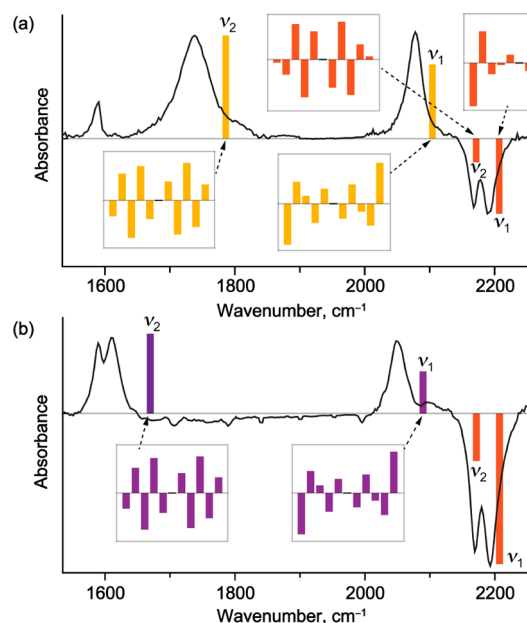 (a)
ν2
ν1
ν2
ν1
Absorbance
1600 1800 2000 2200
Wavenumber, cm–1
(b)
ν2
ν1
ν2
ν1
Absorbance
1600 1800 2000 2200
Wavenumber, cm–1